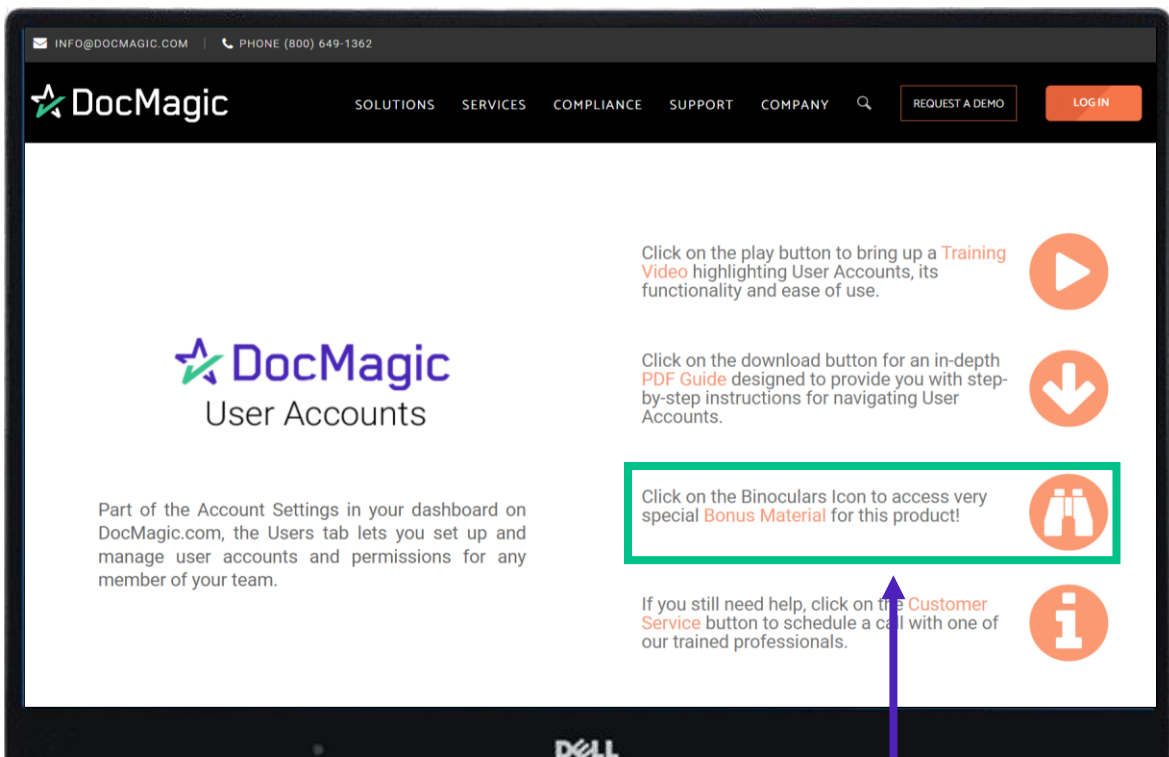 INFO@DOCMAGIC.COM | PHONE (800) 649-1362
DocMagic
SOLUTIONS SERVICES COMPLIANCE SUPPORT COMPANY REQUEST A DEMO LOG IN
DocMagic
User Accounts
Part of the Account Settings in your dashboard on
DocMagic.com, the Users tab lets you set up and
manage user accounts and permissions for any
member of your team.
Click on the play button to bring up a Training
Video highlighting User Accounts, its
functionality and ease of use.
Click on the download button for an in-depth
PDF Guide designed to provide you with step-
by-step instructions for navigating User
Accounts.
Click on the Binoculars Icon to access very
special Bonus Material for this product!
If you still need help, click on the Customer
Service button to schedule a call with one of
our trained professionals.
DELL